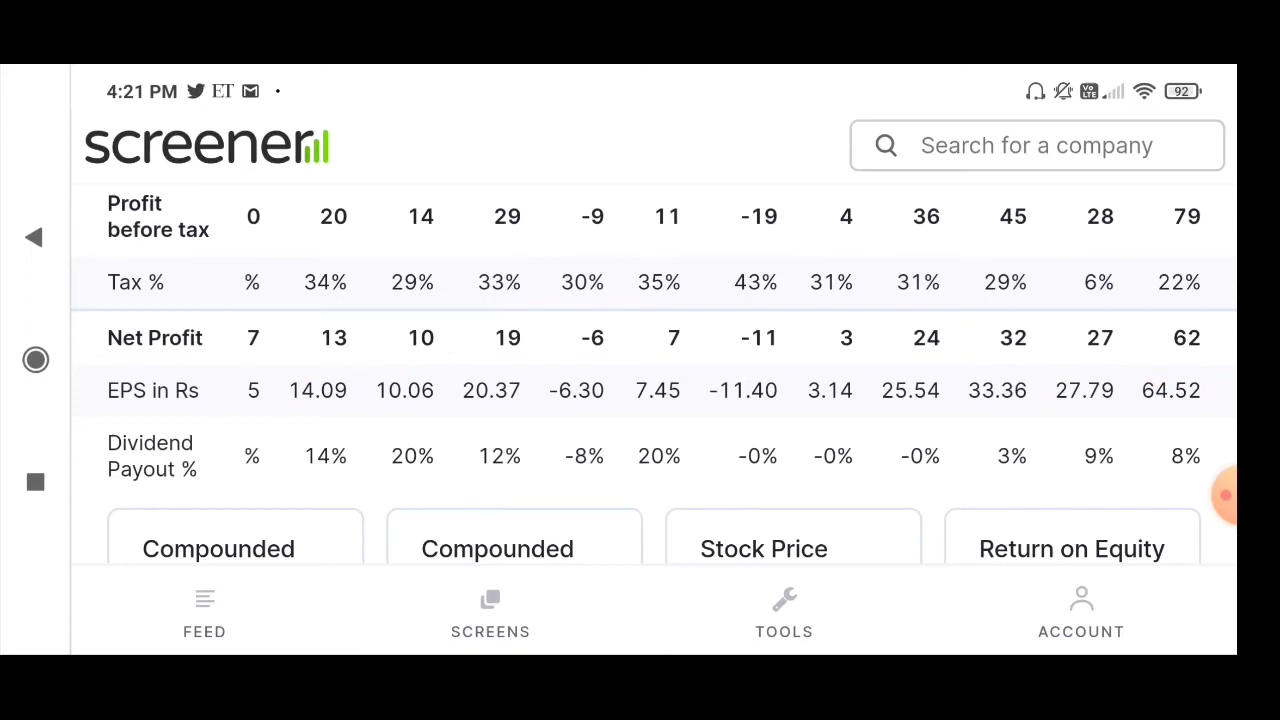 4:21 PM ET
92
screener
Search for a company
Profit before tax 0 20 14 29 -9 11 -19 4 36 45 28 79
Tax % % 34% 29% 33% 30% 35% 43% 31% 31% 29% 6% 22%
Net Profit 7 13 10 19 -6 7 -11 3 24 32 27 62
EPS in Rs 5 14.09 10.06 20.37 -6.30 7.45 -11.40 3.14 25.54 33.36 27.79 64.52
Dividend Payout % % 14% 20% 12% -8% 20% -0% -0% -0% 3% 9% 8%
Compounded Compounded Stock Price Return on Equity
FEED SCREENS TOOLS ACCOUNT